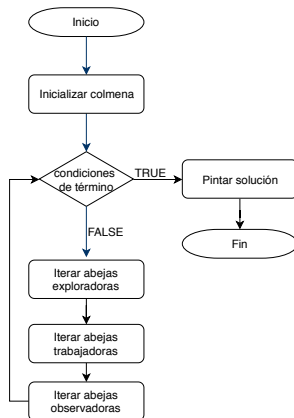 Inicio
Inicializar colmena
condiciones
de término
TRUE
Pintar solución
FALSE
Fin
Iterar abejas
exploradoras
Iterar abejas
trabajadoras
Iterar abejas
observadoras